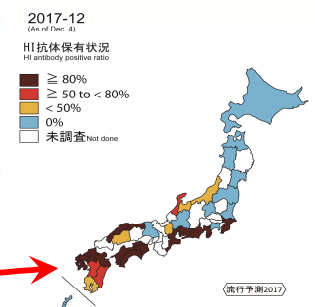 2017-12
(As of Dec. 4)
HI抗体保有状況
HI antibody positive ratio
≧ 80%
≧ 50 to < 80%
< 50%
0%
未調査Not done
流行予測2017